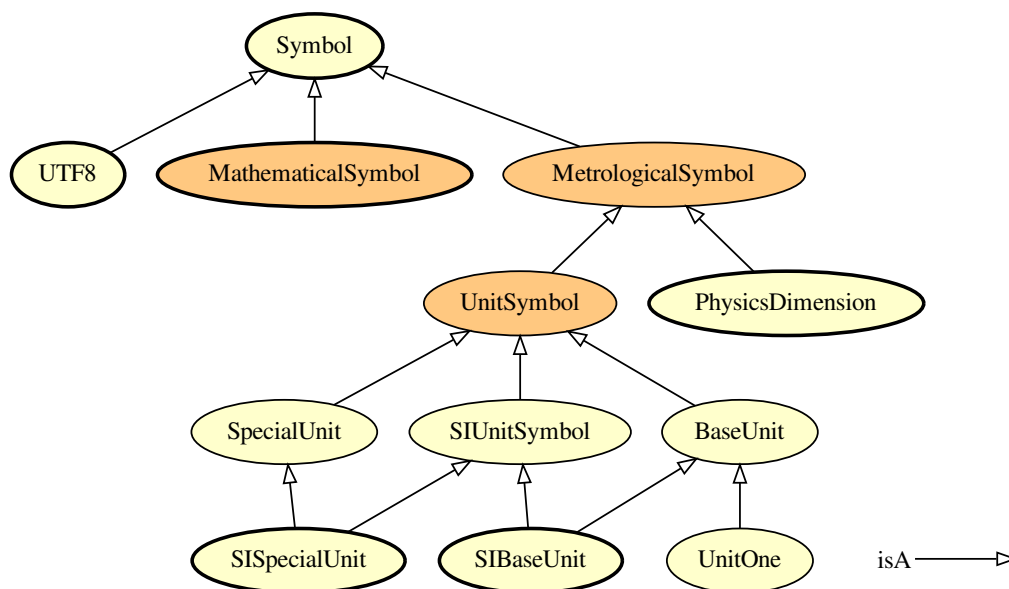 Symbol
UTF8
MathematicalSymbol
MetrologicalSymbol
UnitSymbol
PhysicsDimension
SpecialUnit
SIUnitSymbol
BaseUnit
SISpecialUnit
SIBaseUnit
UnitOne
isA